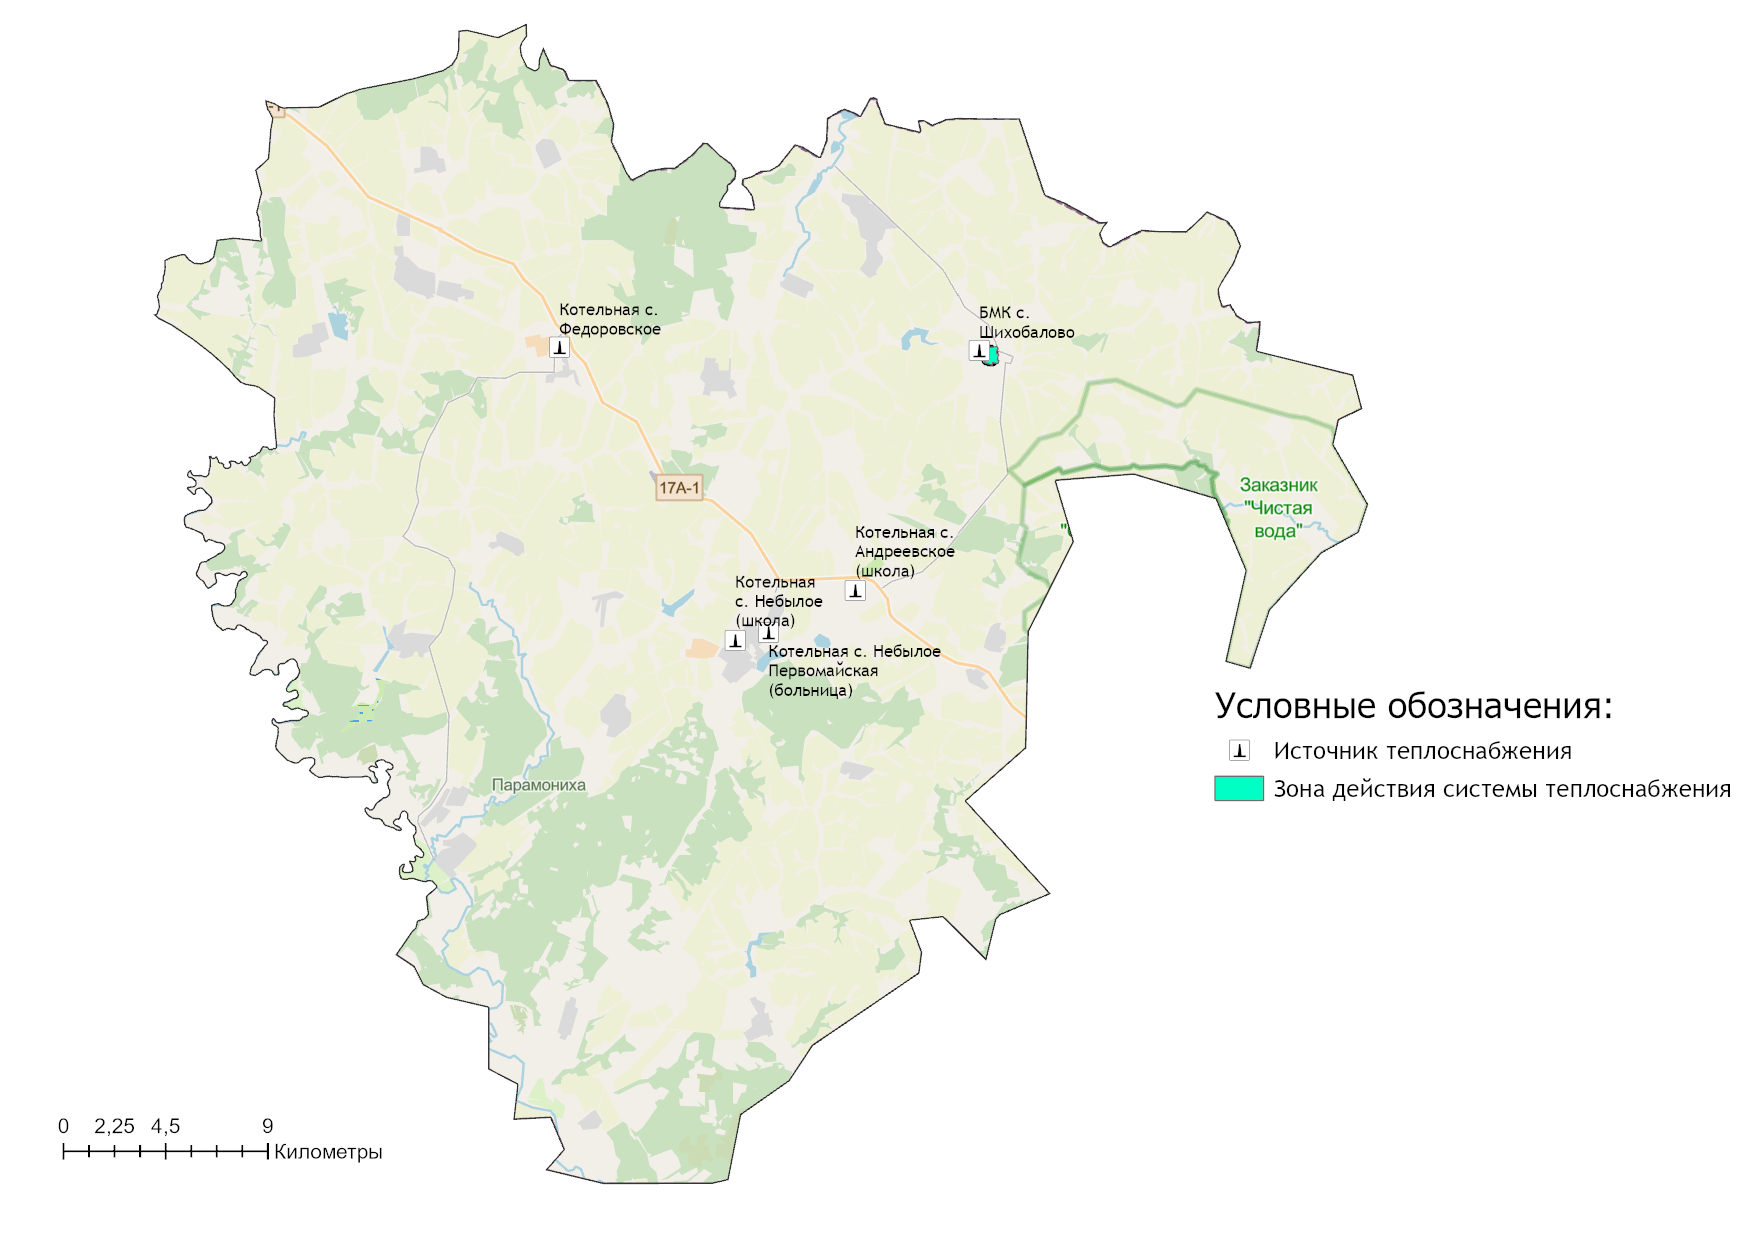 Котельная с.
Федоровское
БМК с.
Шихобалово
17А-1
Заказник
"Чистая
вода"
Котельная с.
Андреевское
(школа)
Котельная
с. Небылое
(школа)
Котельная с. Небылое
Первомайская
(больница)
Парамониха
Условные обозначения:
Источник теплоснабжения
Зона действия системы теплоснабжения
0 2,25 4,5 9
Километры